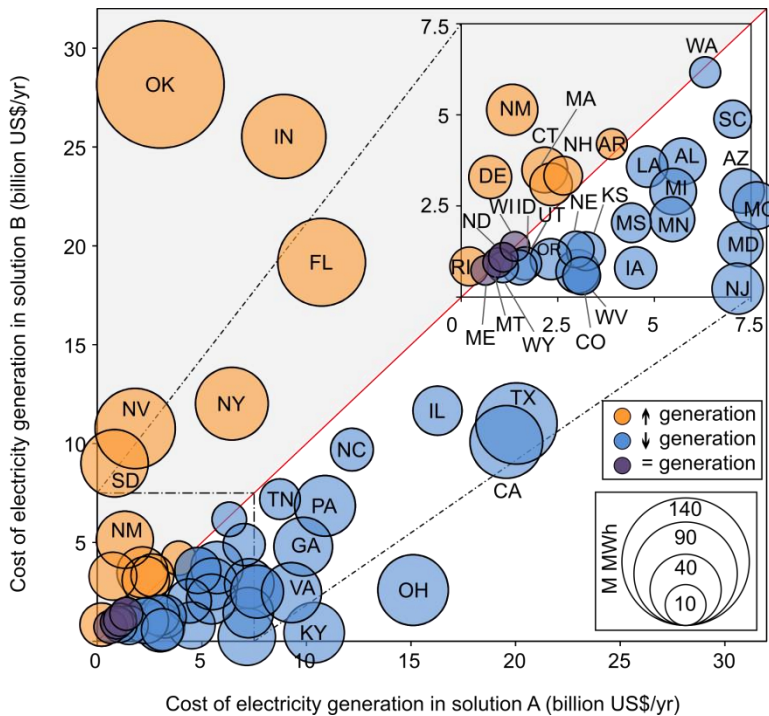 Cost of electricity generation in solution B (billion US$/yr)
30
25
20
15
10
5
OK
IN
FL
NV
NY
SD
NM
IL
TX
NC
CA
TN
PA
GA
VA
OH
KY
7.5
5
2.5
0
WA
NM
MA
SC
CT
NH
AR
DE
LA
AL
AZ
MI
WI
ID
UT
NE
KS
ND
MS
MN
OR
MD
RI
IA
NJ
ME
MT
WY
CO
WV
0
2.5
5
7.5
↑ generation
↓ generation
= generation
M MWh
140
90
40
10
0
5
10
15
20
25
30
Cost of electricity generation in solution A (billion US$/yr)